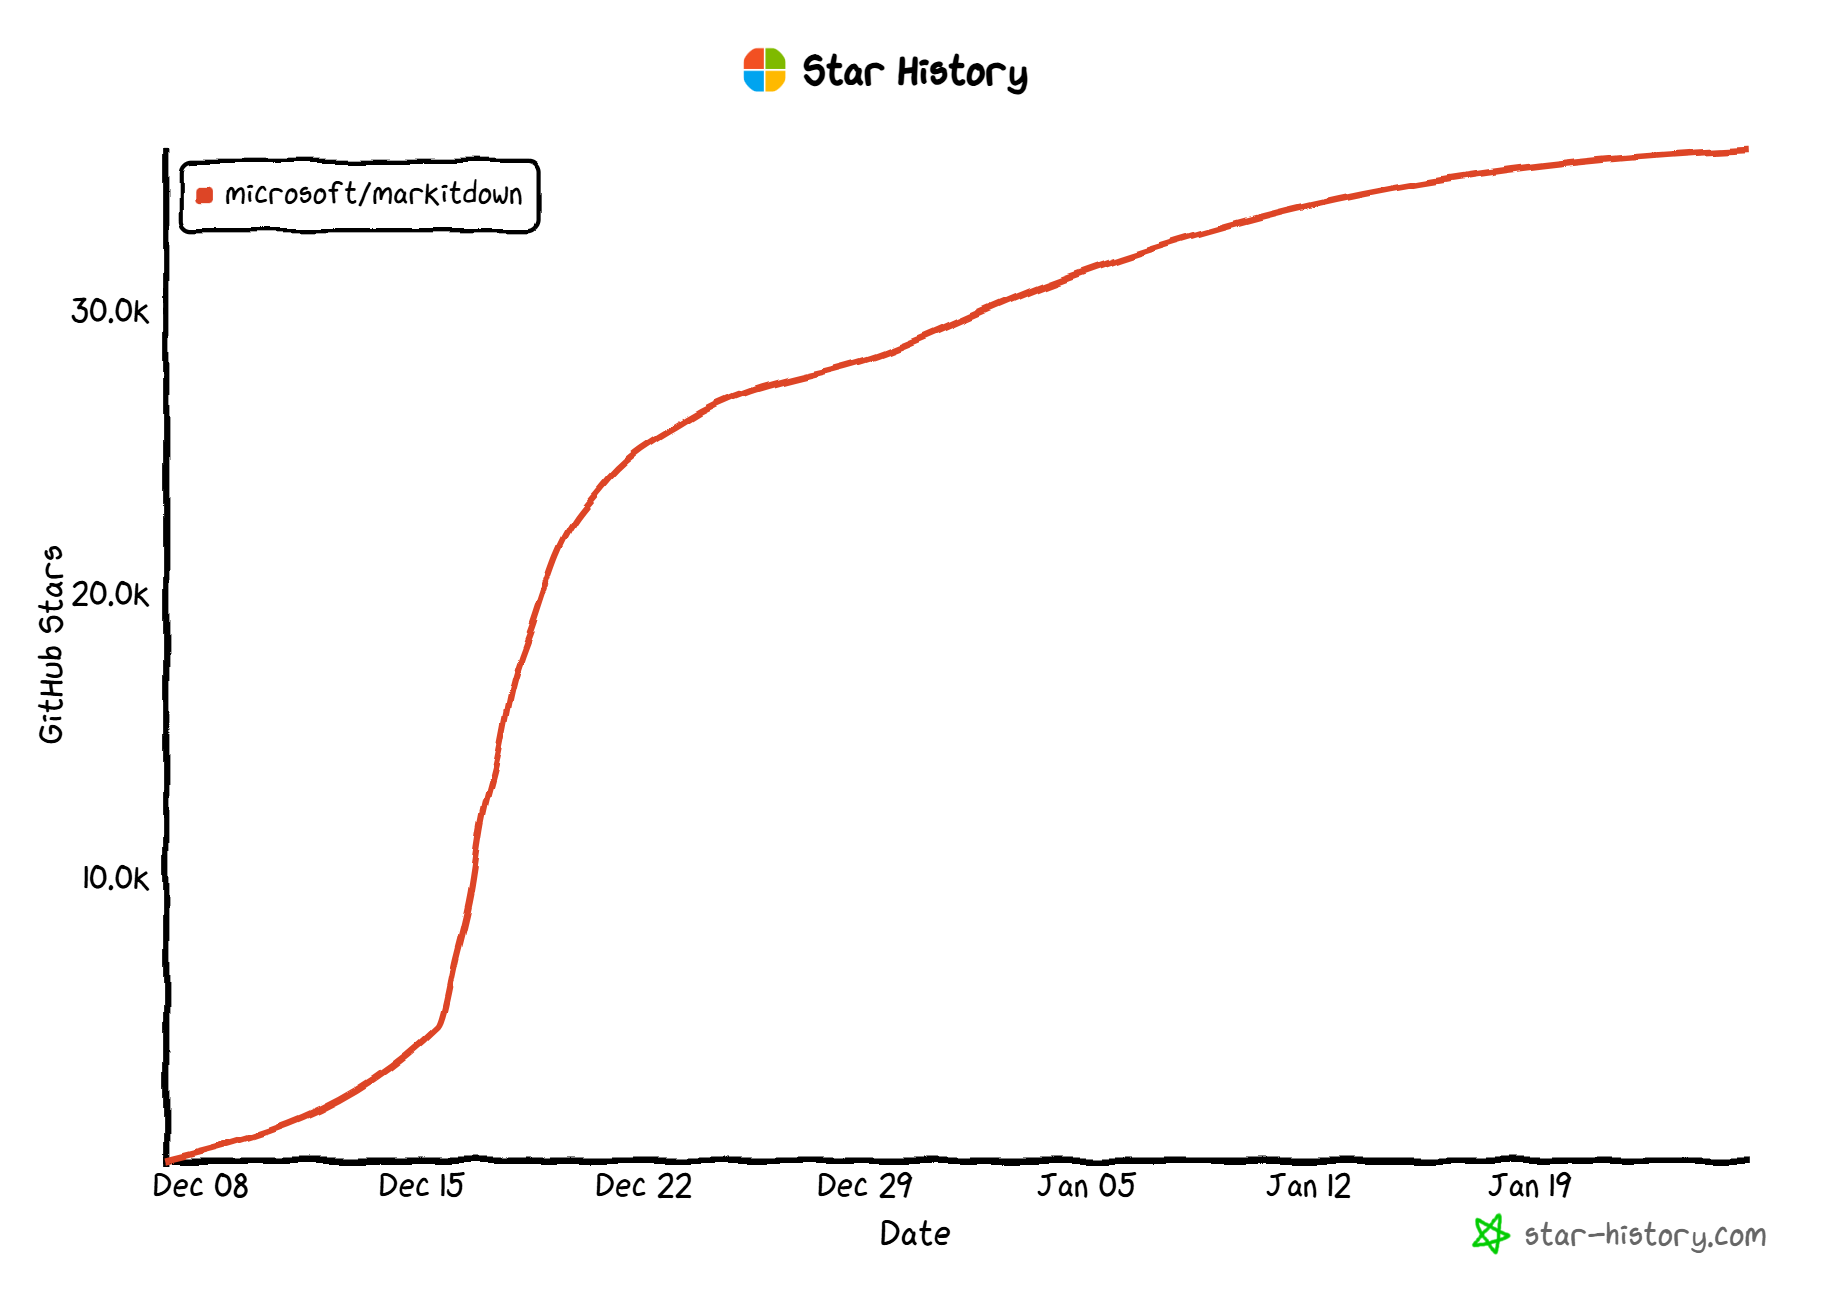 Star History
microsoft/markitdown
30.0k
20.0k
10.0k
GitHub Stars
Dec 08 Dec 15 Dec 22 Dec 29 Jan 05 Jan 12 Jan 19
Date
star-history.com